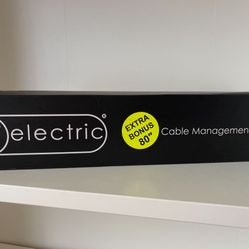 electric®
EXTRA
BONUS
80"
Cable Management